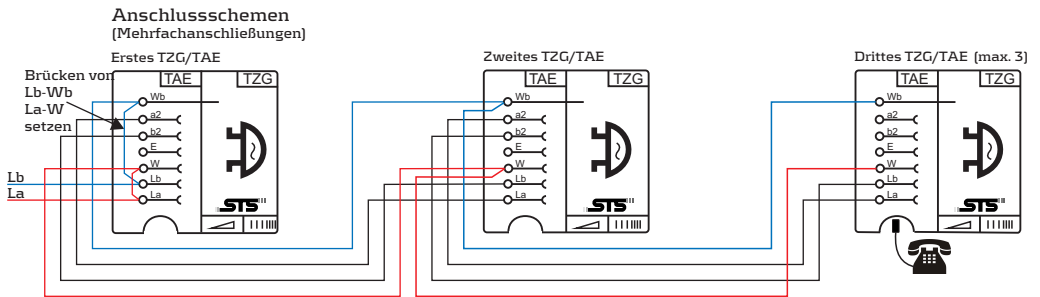 Anschlussschemen
(Mehrfachanschließungen)
Erstes TZG/TAE
Zweites TZG/TAE
Drittes TZG/TAE (max. 3)
Brücken von
Lb-Wb
La-W
setzen
Lb
La
TAE TZG
Wb
a2
b2
E
W
Lb
La
STS
TAE TZG
Wb
a2
b2
E
W
Lb
La
STS
TAE TZG
Wb
a2
b2
E
W
Lb
La
STS